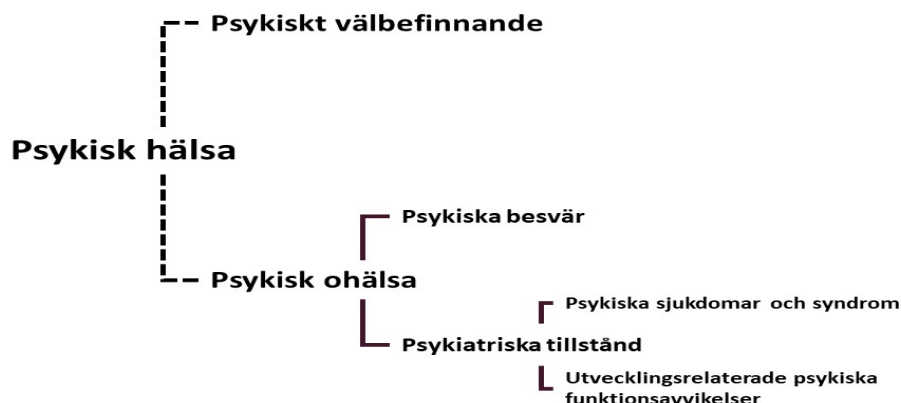 Psykiskt välbefinnande
Psykisk hälsa
Psykiska besvär
Psykisk ohälsa
Psykiska sjukdomar och syndrom
Psykiatriska tillstånd
Utvecklingsrelaterade psykiska
funktionsavvikelser